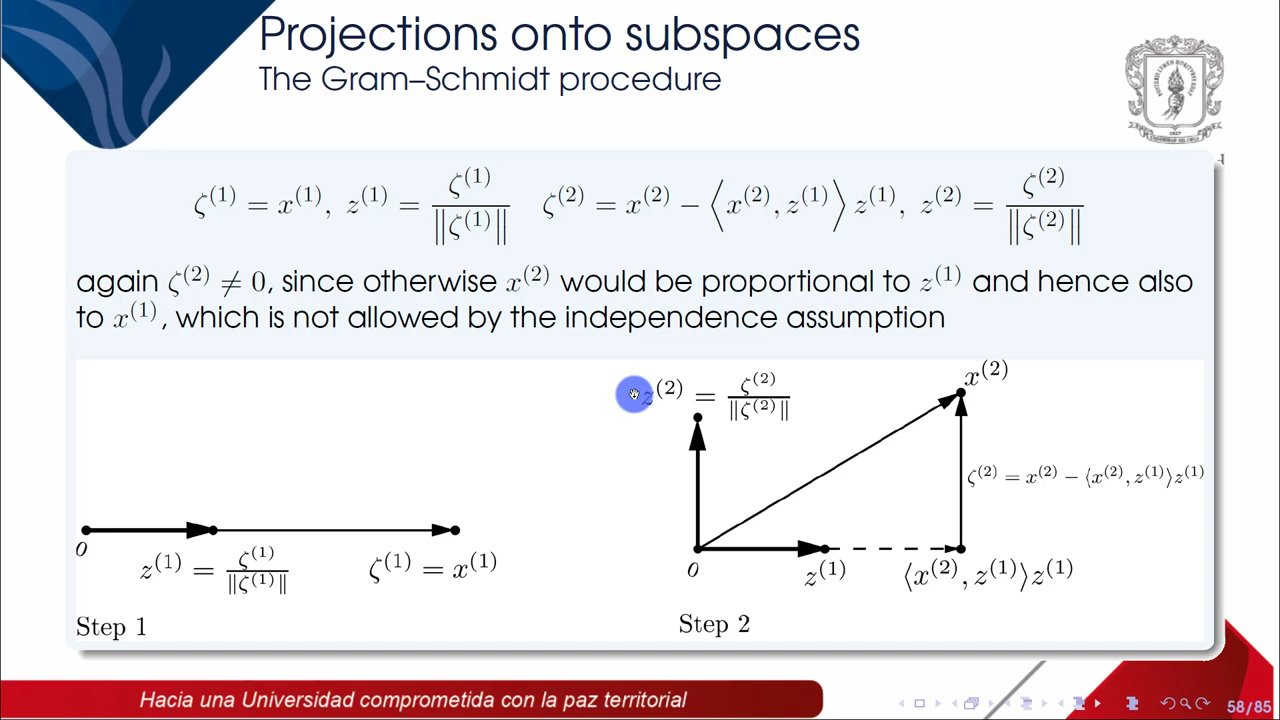 Projections onto subspaces
The Gram–Schmidt procedure
ζ^(1) = x^(1), z^(1) = ζ^(1) / ‖ζ^(1)‖   ζ^(2) = x^(2) − ⟨x^(2), z^(1)⟩ z^(1), z^(2) = ζ^(2) / ‖ζ^(2)‖
again ζ^(2) ≠ 0, since otherwise x^(2) would be proportional to z^(1) and hence also
to x^(1), which is not allowed by the independence assumption
0
z^(1) = ζ^(1) / ‖ζ^(1)‖
ζ^(1) = x^(1)
Step 1
z^(2) = ζ^(2) / ‖ζ^(2)‖
x^(2)
ζ^(2) = x^(2) − ⟨x^(2), z^(1)⟩z^(1)
0
z^(1)
⟨x^(2), z^(1)⟩z^(1)
Step 2
Hacia una Universidad comprometida con la paz territorial
58/85